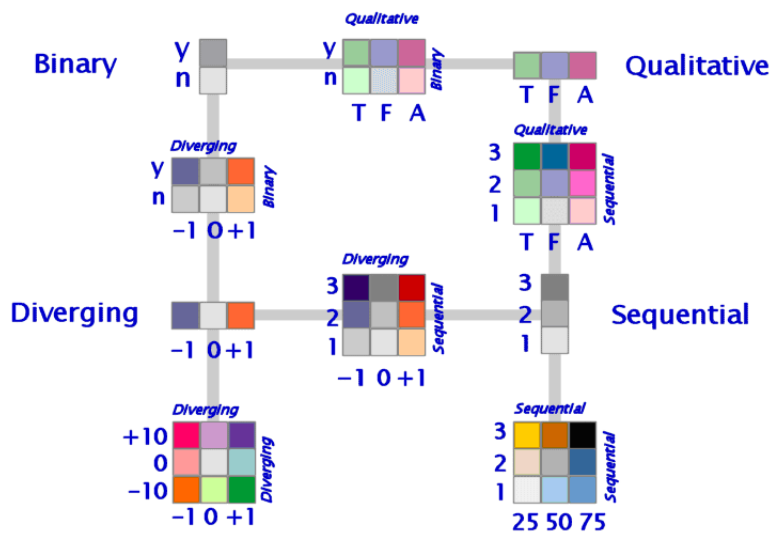 Qualitative
Binary
y
n
y
n
Binary
T F A
T F A
Qualitative
Diverging
y
n
Binary
-1 0 +1
Qualitative
3
2
1
Sequential
T F A
Diverging
-1 0 +1
Diverging
3
2
1
Sequential
-1 0 +1
3
2
1
Sequential
Diverging
+10
0
-10
Diverging
-1 0 +1
Sequential
3
2
1
Sequential
25 50 75